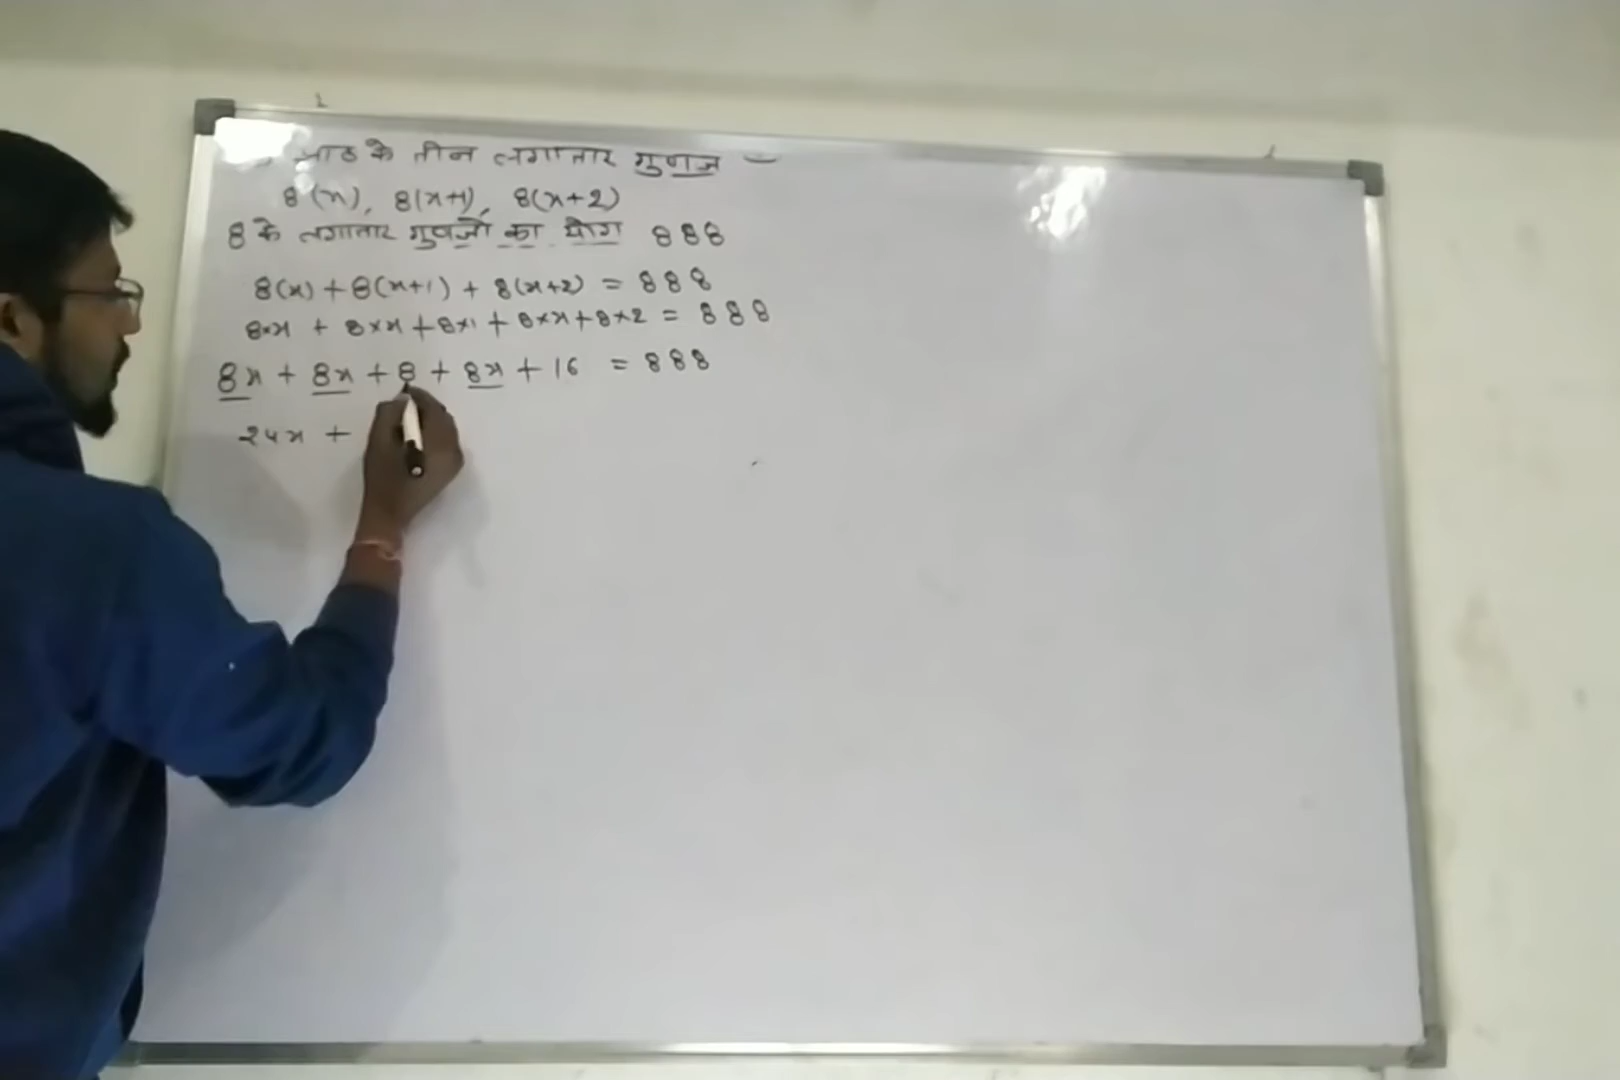 आठ के तीन लगातार गुणज -
8(x), 8(x+1), 8(x+2)
8 के लगातार गुणजों का योग 888
8(x) + 8(x+1) + 8(x+2) = 888
8×x + 8×x + 8×1 + 8×x + 8×2 = 888
8x + 8x + 8 + 8x + 16 = 888
24x +